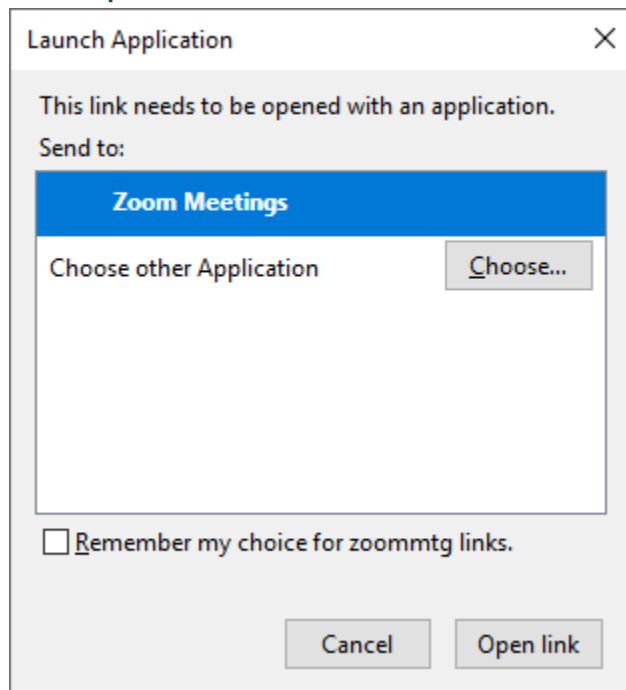 Launch Application
This link needs to be opened with an application.
Send to:
Zoom Meetings
Choose other Application
Choose...
Remember my choice for zoommtg links.
Cancel
Open link